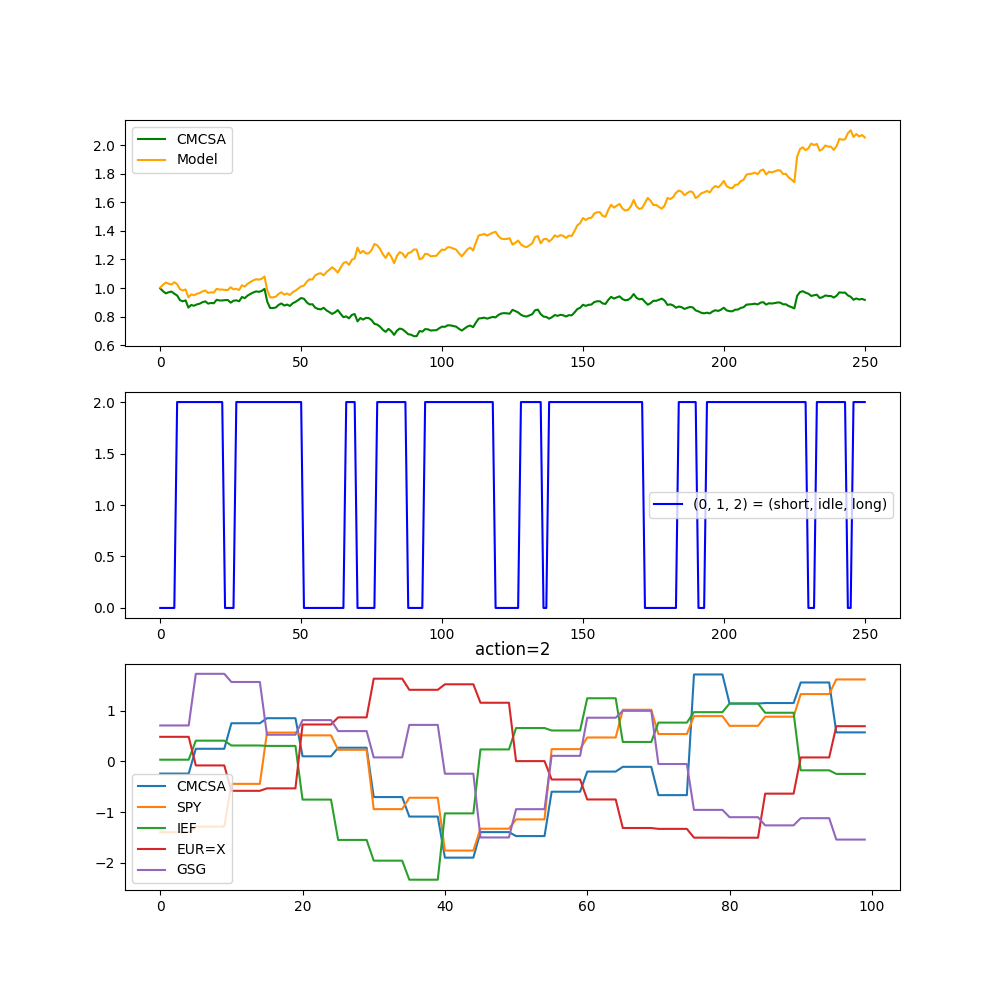 CMCSA
Model
2.0
1.8
1.6
1.4
1.2
1.0
0.8
0.6
0 50 100 150 200 250
2.0
1.5
1.0
0.5
0.0
(0, 1, 2) = (short, idle, long)
0 50 100 150 200 250
action=2
1
0
−1
−2
CMCSA
SPY
IEF
EUR=X
GSG
0 20 40 60 80 100